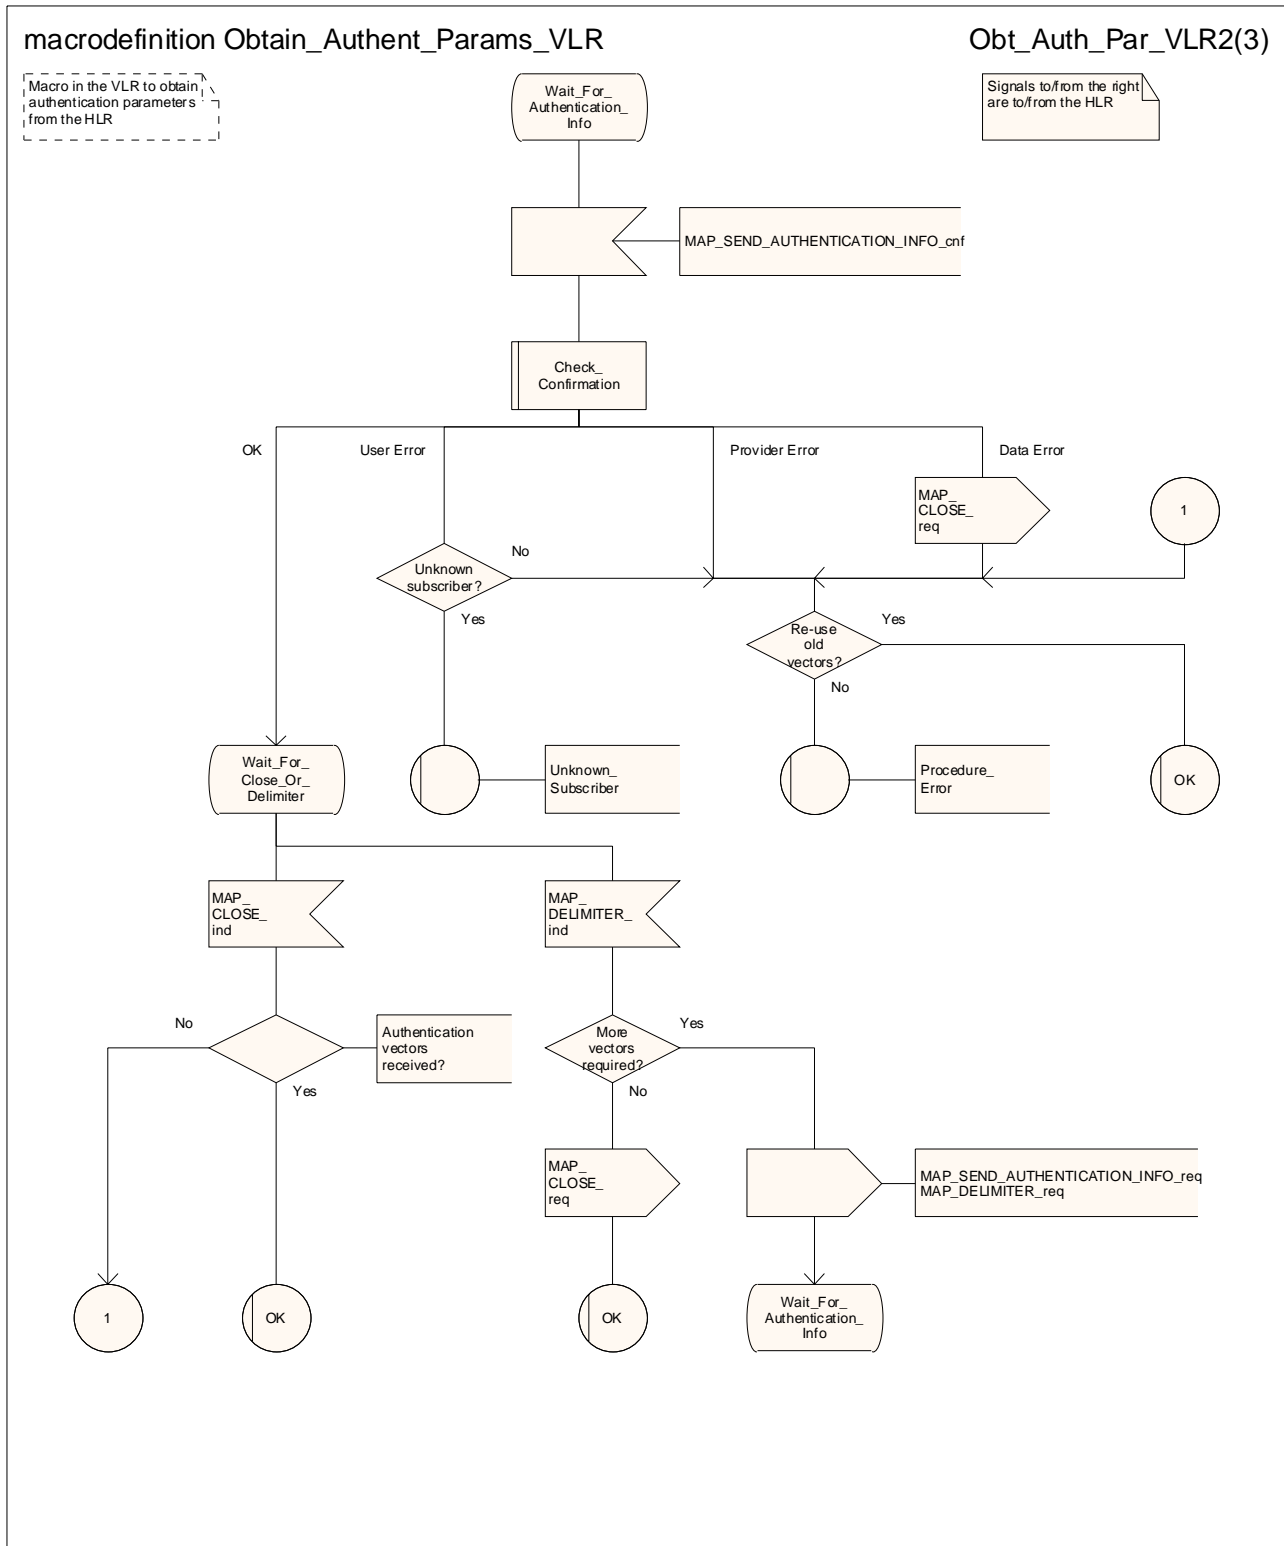 macrodefinition Obtain_Authent_Params_VLR
Obt_Auth_Par_VLR2(3)
Macro in the VLR to obtain
authentication parameters
from the HLR
Wait_For_
Authentication_
Info
Signals to/from the right
are to/from the HLR
MAP_SEND_AUTHENTICATION_INFO_cnf
Check_
Confirmation
OK
User Error
Provider Error
Data Error
MAP_
CLOSE_
req
1
Unknown
subscriber?
No
Yes
Re-use
old
vectors?
Yes
No
Wait_For_
Close_Or_
Delimiter
Unknown_
Subscriber
Procedure_
Error
OK
MAP_
CLOSE_
ind
MAP_
DELIMITER_
ind
No
Authentication
vectors
received?
Yes
More
vectors
required?
Yes
No
MAP_
CLOSE_
req
MAP_SEND_AUTHENTICATION_INFO_req
MAP_DELIMITER_req
1
OK
OK
Wait_For_
Authentication_
Info